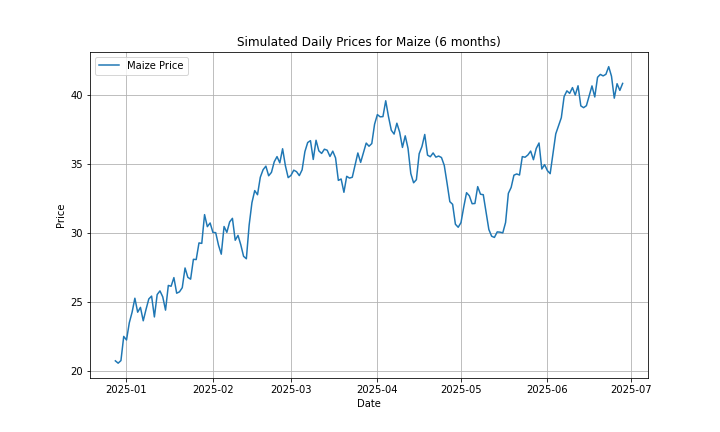 Simulated Daily Prices for Maize (6 months)
Maize Price
Price
40
35
30
25
20
2025-01 2025-02 2025-03 2025-04 2025-05 2025-06 2025-07
Date